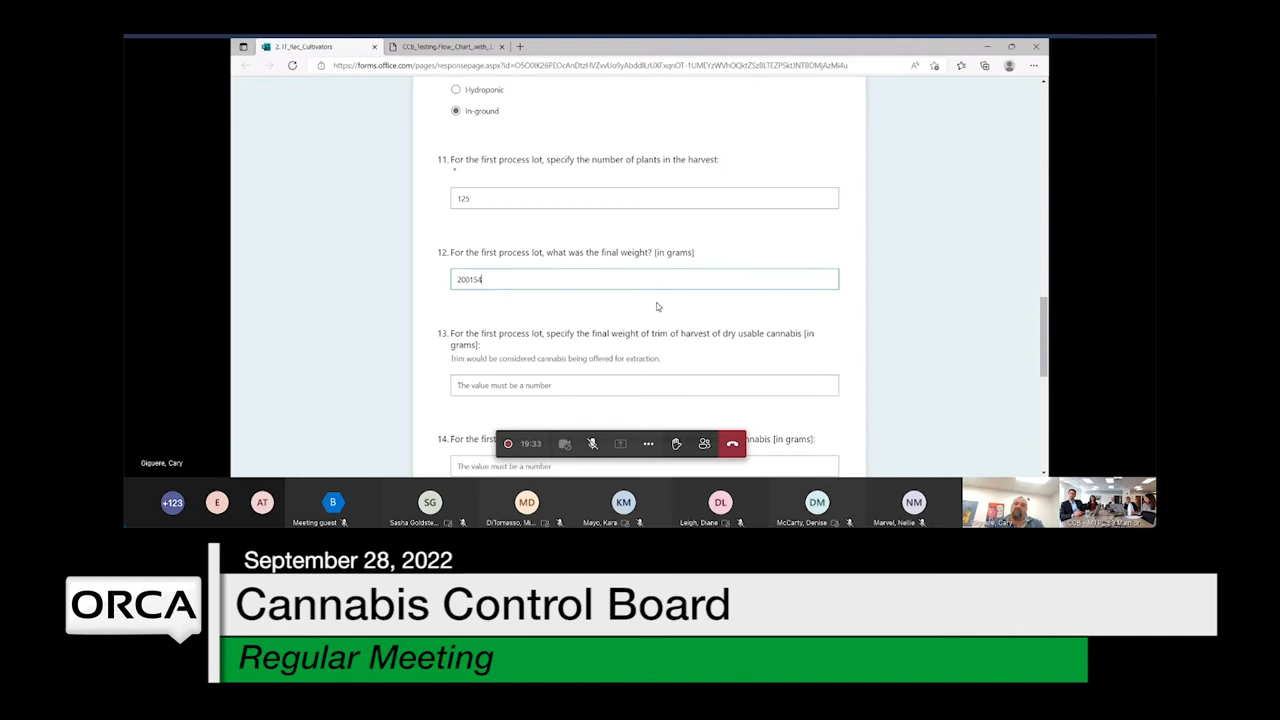 2. IT_Rec_Cultivators
CCB_Testing.Flow_Chart_with_J...
Hydroponic
In-ground
11. For the first process lot, specify the number of plants in the harvest:
*
125
12. For the first process lot, what was the final weight? [in grams]
200154
13. For the first process lot, specify the final weight of trim of harvest of dry usable cannabis [in
grams]:
Trim would be considered cannabis being offered for extraction.
The value must be a number
14. For the first
nnabis [in grams]:
19:33
The value must be a number
Giguere, Cary
+123
E
AT
B
SG
MD
KM
DL
DM
NM
Meeting guest
Sasha Goldste...
DiTomasso, Mi...
Mayo, Kara
Leigh, Diane
McCarty, Denise
Marvel, Nellie
September 28, 2022
ORCA
Cannabis Control Board
Regular Meeting